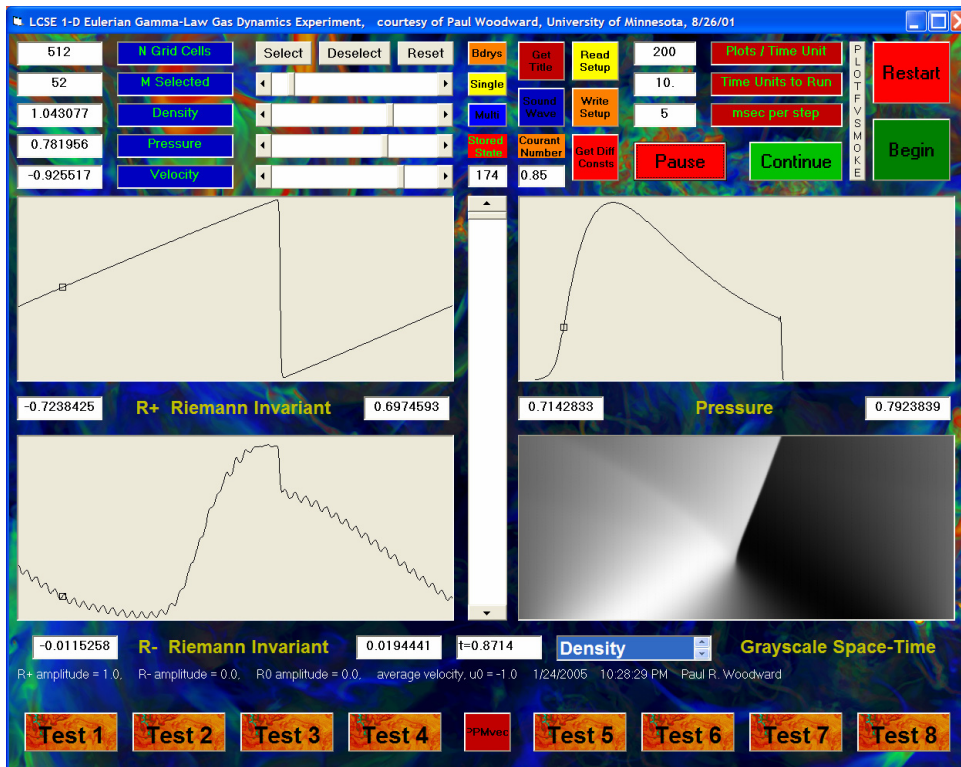 LCSE 1-D Eulerian Gamma-Law Gas Dynamics Experiment, courtesy of Paul Woodward, University of Minnesota, 8/26/01
512 N Grid Cells Select Deselect Reset Bdrys Get Title Read Setup 200 Plots / Time Unit Restart
52 M Selected Single 10. Time Units to Run
1.043077 Density Multi Sound Wave Write Setup 5 msec per step
PLOTFVSMOKE
0.781956 Pressure Stored State Courant Number Get Diff Consts Pause Continue Begin
-0.925517 Velocity 174 0.85
-0.7238425 R+ Riemann Invariant 0.6974593 0.7142833 Pressure 0.7923839
-0.0115258 R- Riemann Invariant 0.0194441 t=0.8714 Density Grayscale Space-Time
R+ amplitude = 1.0, R- amplitude = 0.0, R0 amplitude = 0.0, average velocity, u0 = -1.0 1/24/2005 10:28:29 PM Paul R. Woodward
Test 1 Test 2 Test 3 Test 4 PPMvec Test 5 Test 6 Test 7 Test 8